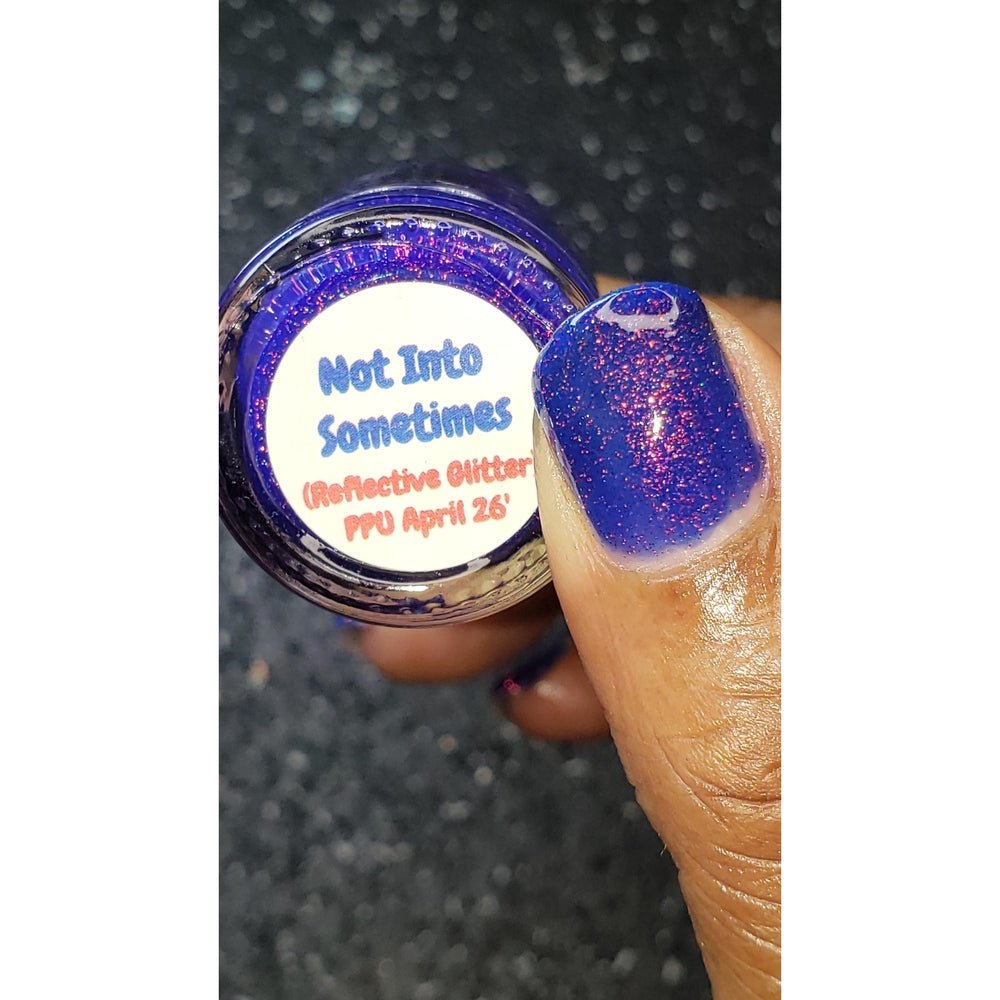 Not Into
Sometimes
(Reflective Glitter)
PPU April 26'